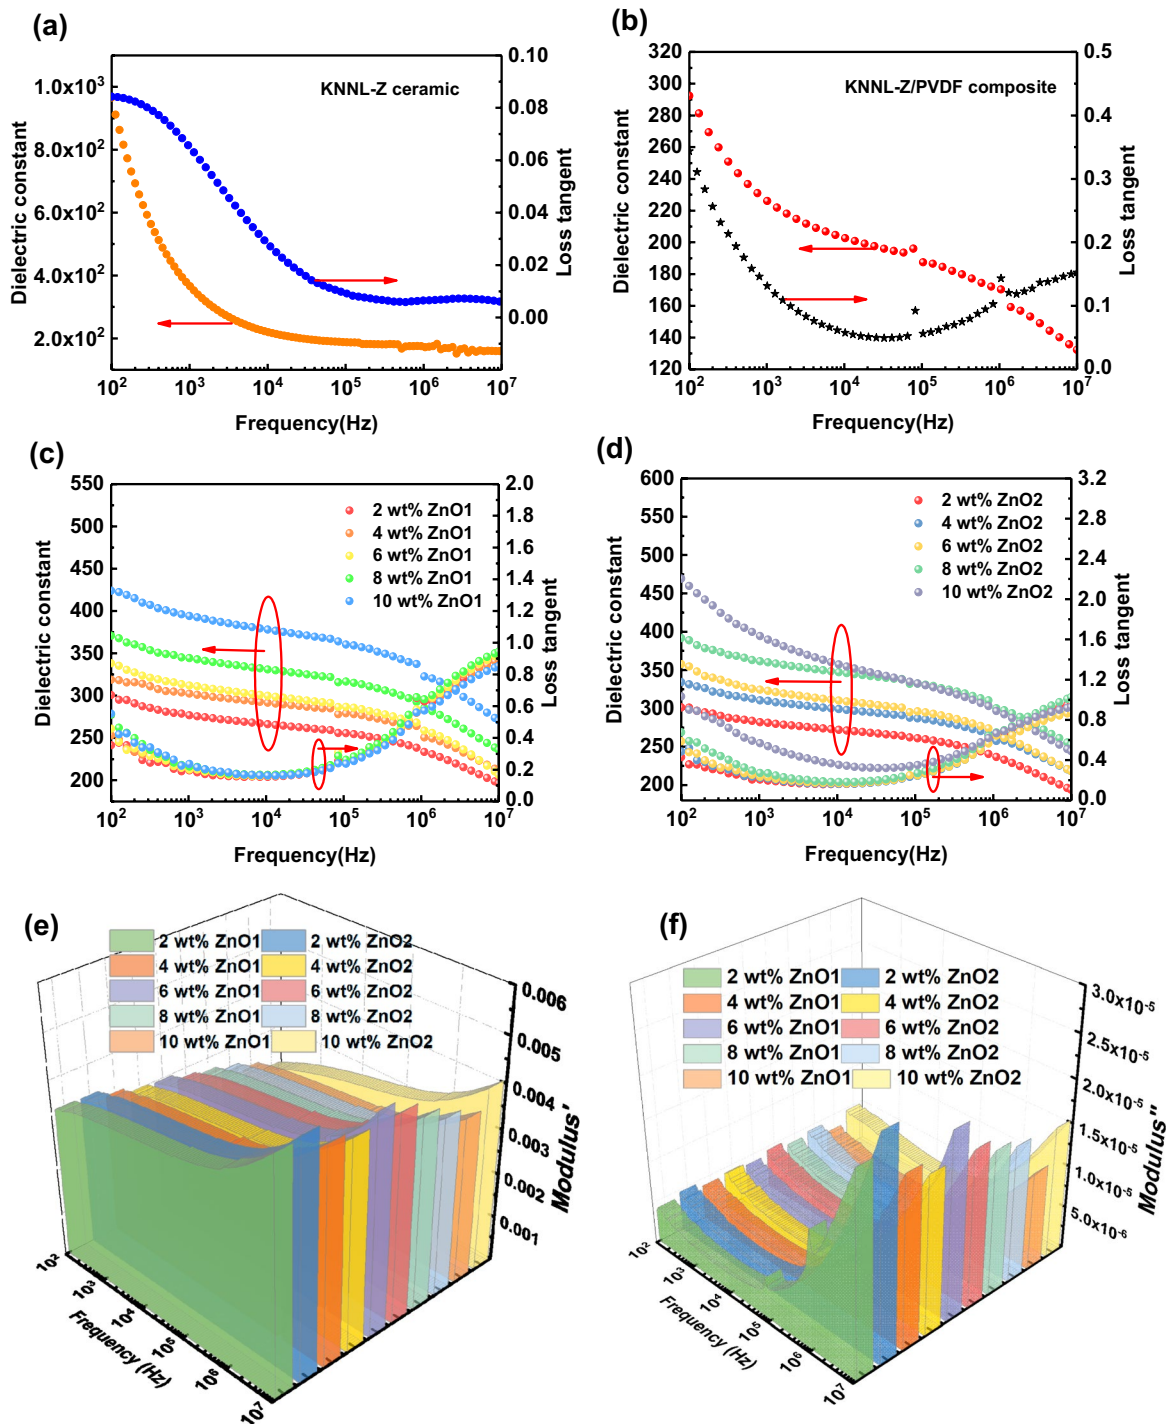 (a)
KNNL-Z ceramic
Dielectric constant
1.0x10³
8.0x10²
6.0x10²
4.0x10²
2.0x10²
0.10
0.08
0.06
0.04
0.02
0.00
Loss tangent
10² 10³ 10⁴ 10⁵ 10⁶ 10⁷
Frequency(Hz)
(b)
KNNL-Z/PVDF composite
Dielectric constant
320
300
280
260
240
220
200
180
160
140
120
0.5
0.4
0.3
0.2
0.1
0.0
Loss tangent
10² 10³ 10⁴ 10⁵ 10⁶ 10⁷
Frequency(Hz)
(c)
Dielectric constant
550
500
450
400
350
300
250
200
2 wt% ZnO1
4 wt% ZnO1
6 wt% ZnO1
8 wt% ZnO1
10 wt% ZnO1
2.0
1.8
1.6
1.4
1.2
1.0
0.8
0.6
0.4
0.2
0.0
Loss tangent
10² 10³ 10⁴ 10⁵ 10⁶ 10⁷
Frequency(Hz)
(d)
Dielectric constant
600
550
500
450
400
350
300
250
200
2 wt% ZnO2
4 wt% ZnO2
6 wt% ZnO2
8 wt% ZnO2
10 wt% ZnO2
3.2
2.8
2.4
2.0
1.6
1.2
0.8
0.4
0.0
Loss tangent
10² 10³ 10⁴ 10⁵ 10⁶ 10⁷
Frequency(Hz)
(e)
2 wt% ZnO1 2 wt% ZnO2
4 wt% ZnO1 4 wt% ZnO2
6 wt% ZnO1 6 wt% ZnO2
8 wt% ZnO1 8 wt% ZnO2
10 wt% ZnO1 10 wt% ZnO2
0.006
0.005
0.004
0.003
0.002
0.001
Modulus'
10² 10³ 10⁴ 10⁵ 10⁶ 10⁷
Frequency (Hz)
(f)
2 wt% ZnO1 2 wt% ZnO2
4 wt% ZnO1 4 wt% ZnO2
6 wt% ZnO1 6 wt% ZnO2
8 wt% ZnO1 8 wt% ZnO2
10 wt% ZnO1 10 wt% ZnO2
3.0x10⁻⁵
2.5x10⁻⁵
2.0x10⁻⁵
1.5x10⁻⁵
1.0x10⁻⁵
5.0x10⁻⁶
Modulus''
10² 10³ 10⁴ 10⁵ 10⁶ 10⁷
Frequency (Hz)